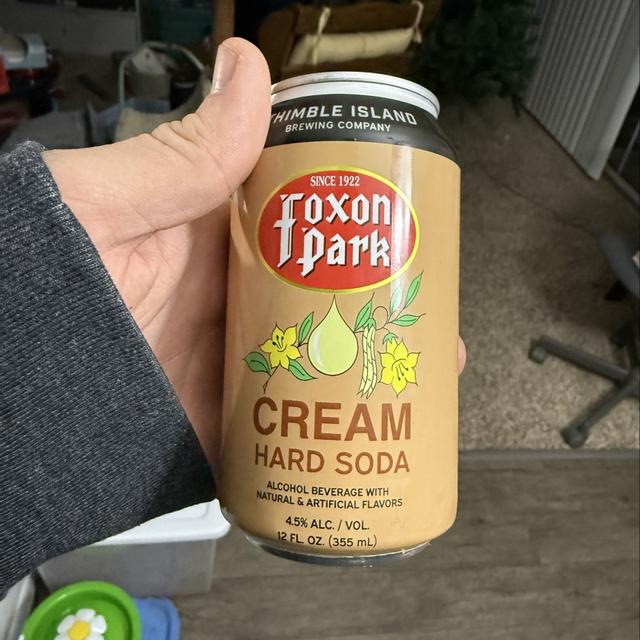 THIMBLE ISLAND
BREWING COMPANY
SINCE 1922
Foxon
Park
CREAM
HARD SODA
ALCOHOL BEVERAGE WITH
NATURAL & ARTIFICIAL FLAVORS
4.5% ALC. / VOL.
12 FL. OZ. (355 mL)